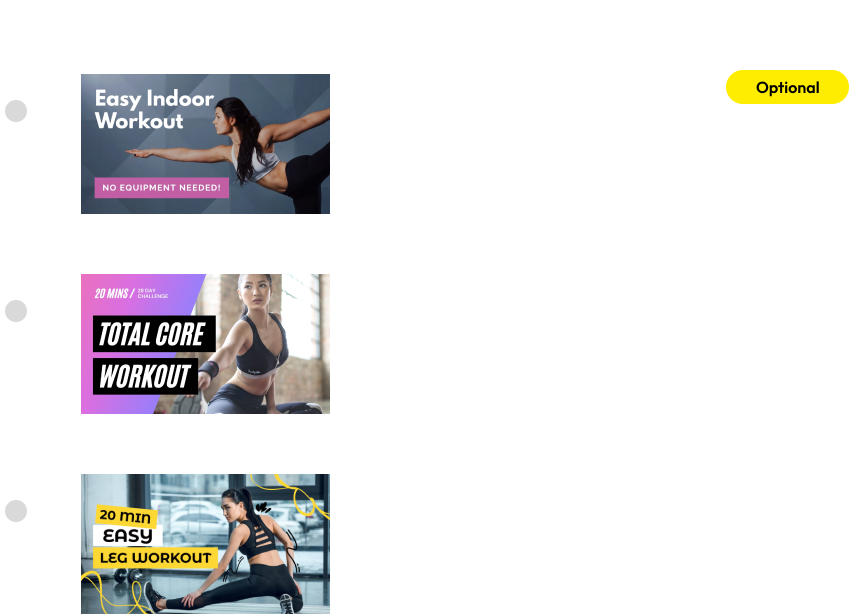 Optional
Easy Indoor
Workout
NO EQUIPMENT NEEDED!
20 MINS /
28 DAY
CHALLENGE
TOTAL CORE
WORKOUT
20 MIN
EASY
LEG WORKOUT